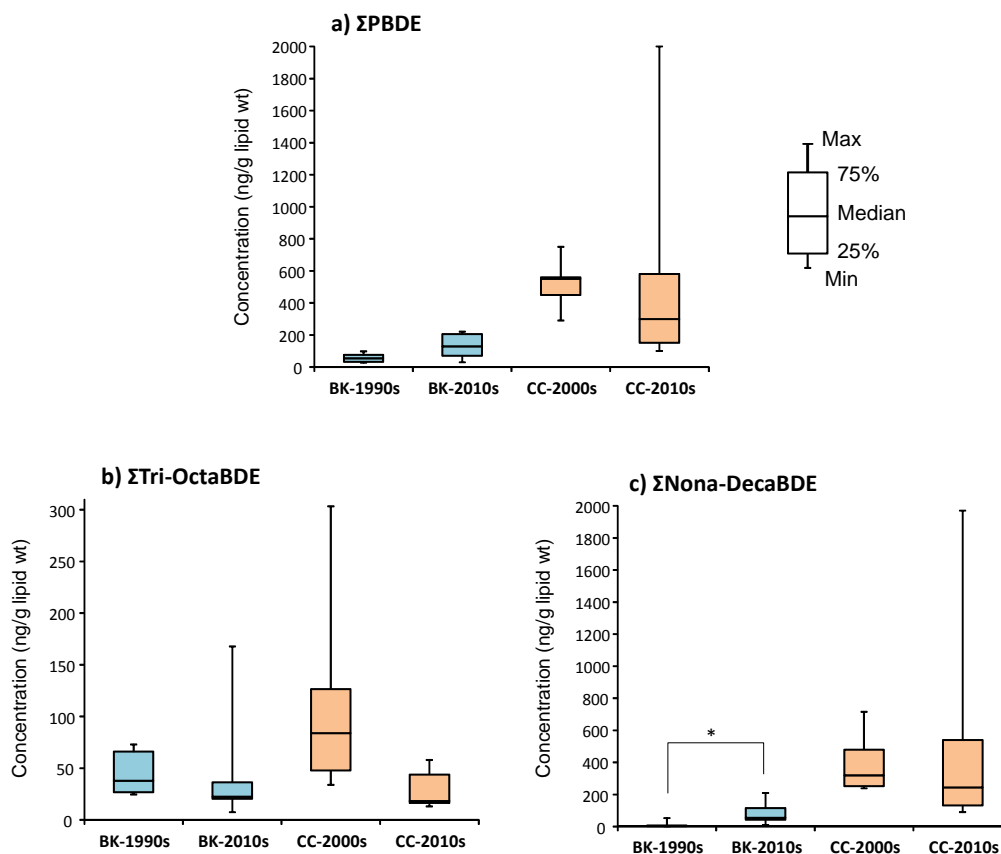 a) ΣPBDE
Concentration (ng/g lipid wt)
2000
1800
1600
1400
1200
1000
800
600
400
200
0
BK-1990s BK-2010s CC-2000s CC-2010s
Max
75%
Median
25%
Min
b) ΣTri-OctaBDE
Concentration (ng/g lipid wt)
300
250
200
150
100
50
0
BK-1990s BK-2010s CC-2000s CC-2010s
c) ΣNona-DecaBDE
Concentration (ng/g lipid wt)
2000
1800
1600
1400
1200
1000
800
600
400
200
0
*
BK-1990s BK-2010s CC-2000s CC-2010s